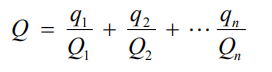 Q = q₁/Q₁ + q₂/Q₂ + ⋯ qₙ/Qₙ